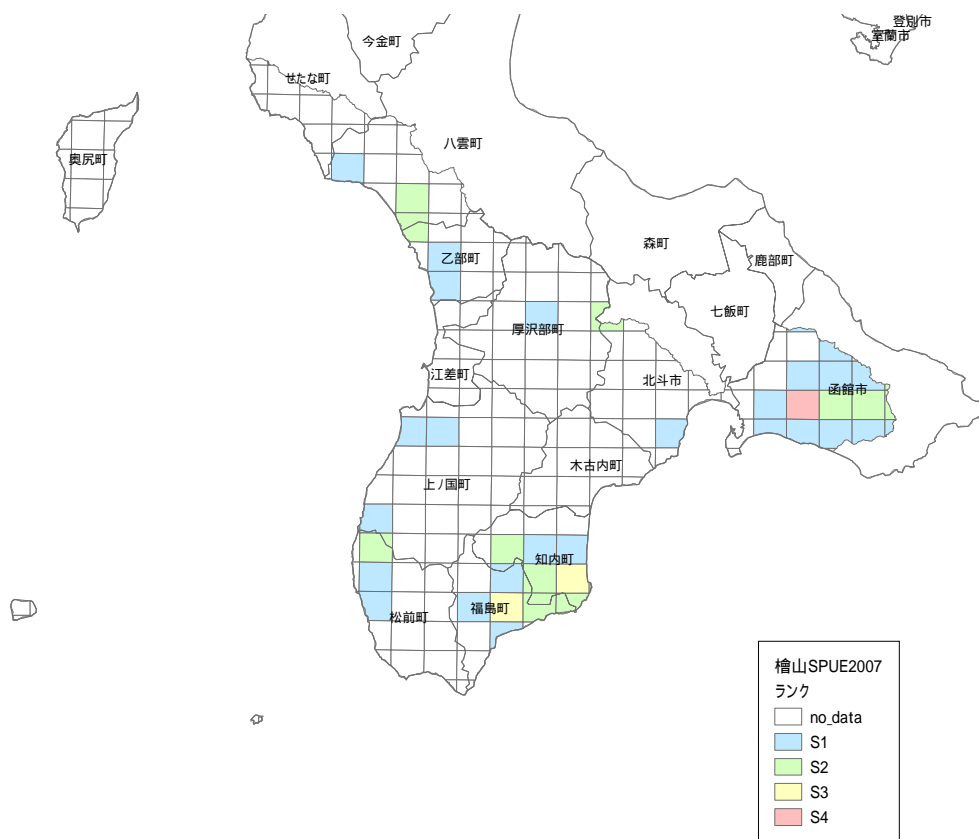 登別市
室蘭市
今金町
せたな町
八雲町
奥尻町
森町
乙部町
鹿部町
七飯町
厚沢部町
江差町
北斗市
函館市
木古内町
上ノ国町
知内町
福島町
松前町
檜山SPUE2007
ランク
no_data
S1
S2
S3
S4